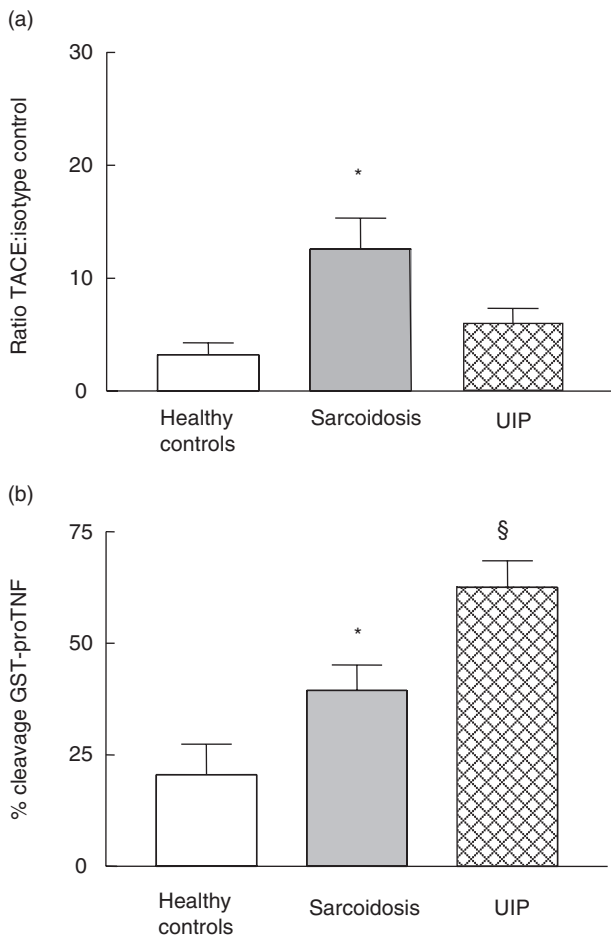 (a)
Ratio TACE:isotype control
30
20
10
0
*
Healthy
controls
Sarcoidosis
UIP
(b)
% cleavage GST-proTNF
75
50
25
0
*
§
Healthy
controls
Sarcoidosis
UIP